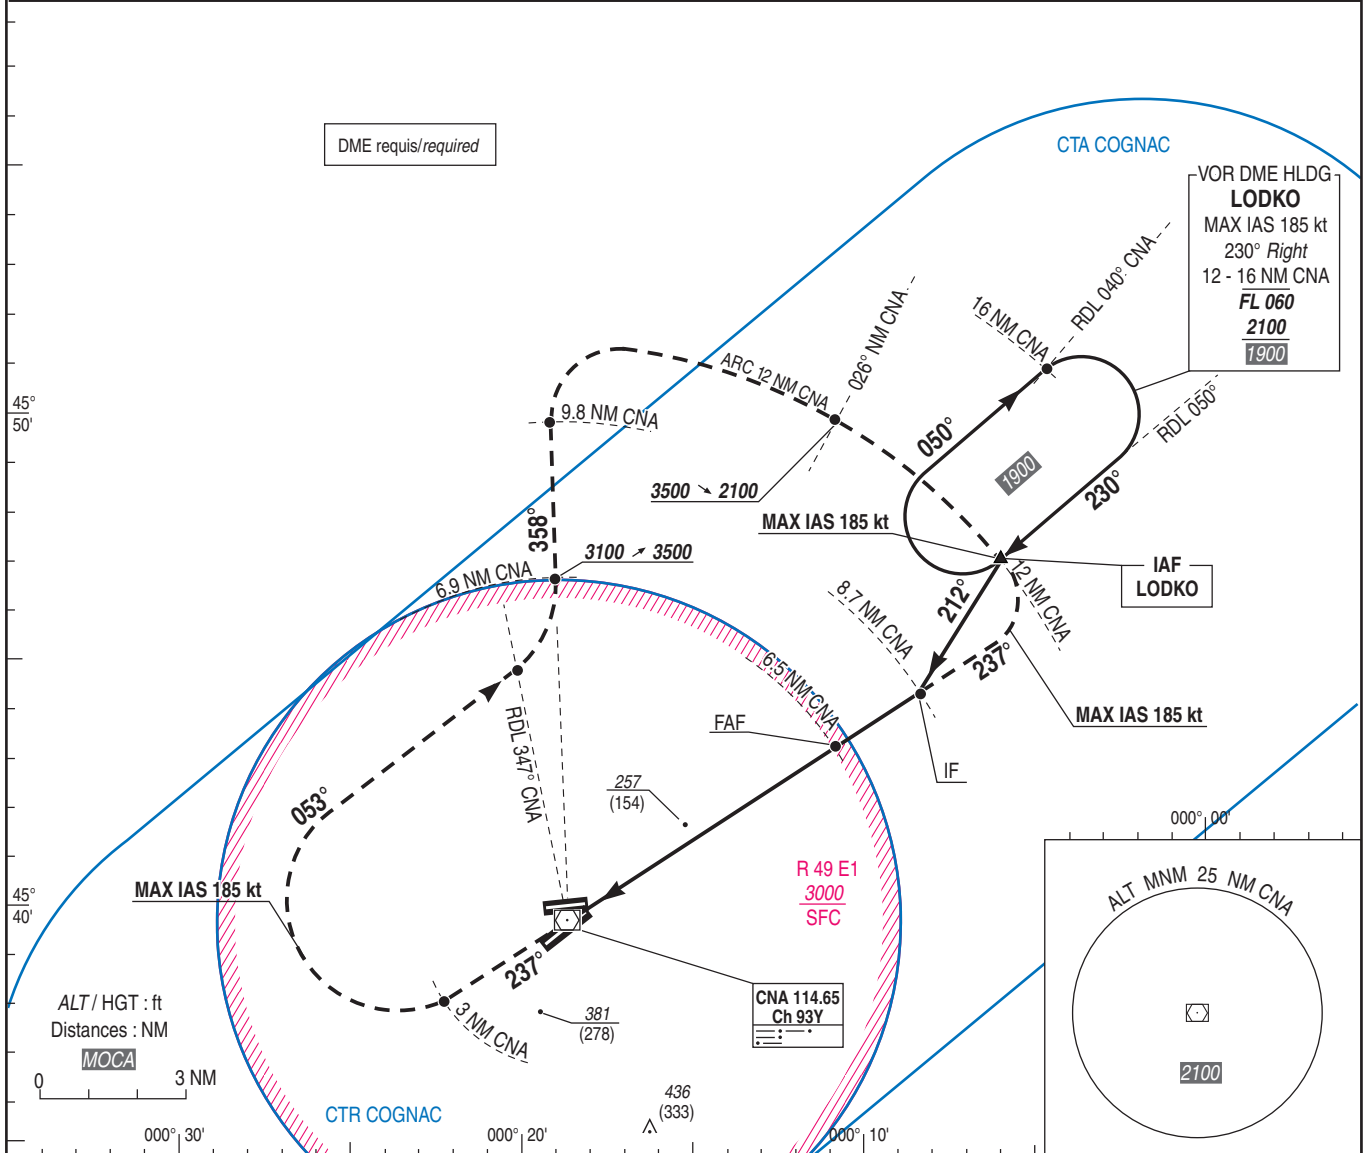 DME requis/required
CTA COGNAC
VOR DME HLDG
LODKO
MAX IAS 185 kt
230° Right
12 - 16 NM CNA
FL 060
2100
1900
RDL 040° CNA
16 NM CNA
026° NM CNA
ARC 12 NM CNA
9.8 NM CNA
45°
50'
050°
1900
RDL 050°
230°
3500 ↘ 2100
MAX IAS 185 kt
358°
3100 ↗ 3500
6.9 NM CNA
IAF
LODKO
12 NM CNA
212°
8.7 NM CNA
237°
6.5 NM CNA
MAX IAS 185 kt
FAF
IF
RDL 347° CNA
257
(154)
053°
000° 00'
ALT MNM 25 NM CNA
2100
R 49 E1
3000
SFC
MAX IAS 185 kt
45°
40'
237°
CNA 114.65
Ch 93Y
3 NM CNA
381
(278)
ALT / HGT : ft
Distances : NM
MOCA
0 3 NM
436
(333)
CTR COGNAC
000° 30'
000° 20'
000° 10'